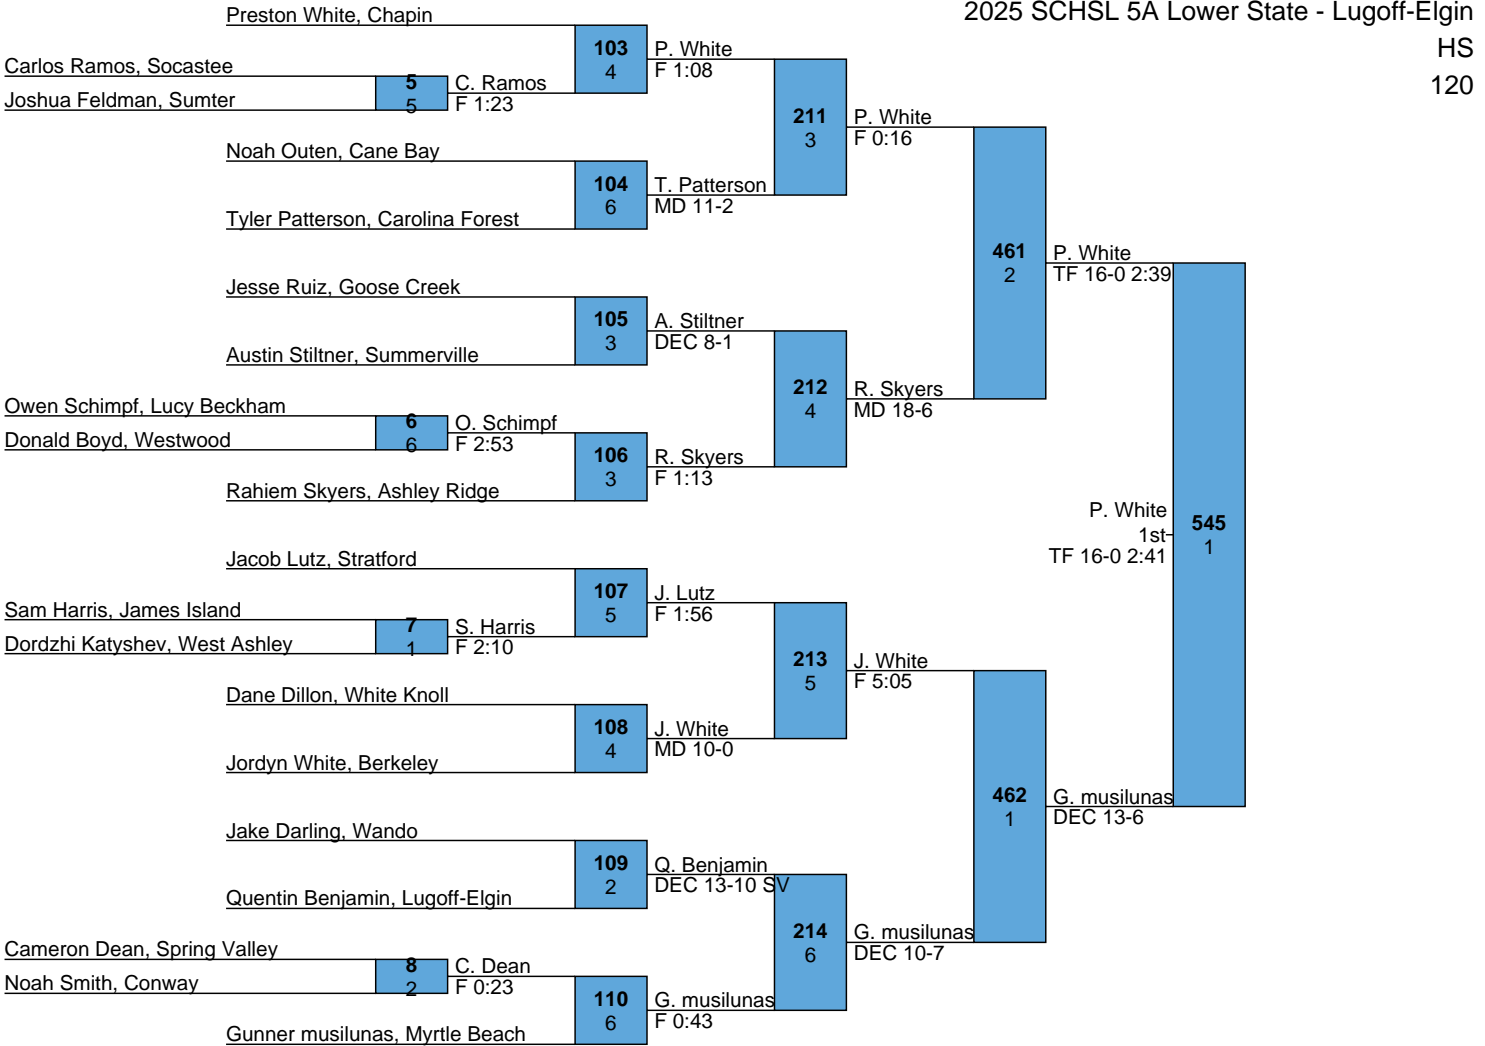 2025 SCHSL 5A Lower State - Lugoff-Elgin
HS
120
Preston White, Chapin
Carlos Ramos, Socastee
Joshua Feldman, Sumter
5
5
C. Ramos
F 1:23
103
4
P. White
F 1:08
Noah Outen, Cane Bay
Tyler Patterson, Carolina Forest
104
6
T. Patterson
MD 11-2
211
3
P. White
F 0:16
Jesse Ruiz, Goose Creek
Austin Stiltner, Summerville
105
3
A. Stiltner
DEC 8-1
Owen Schimpf, Lucy Beckham
Donald Boyd, Westwood
6
6
O. Schimpf
F 2:53
Rahiem Skyers, Ashley Ridge
106
3
R. Skyers
F 1:13
212
4
R. Skyers
MD 18-6
461
2
P. White
TF 16-0 2:39
Jacob Lutz, Stratford
Sam Harris, James Island
Dordzhi Katyshev, West Ashley
7
1
S. Harris
F 2:10
107
5
J. Lutz
F 1:56
Dane Dillon, White Knoll
Jordyn White, Berkeley
108
4
J. White
MD 10-0
213
5
J. White
F 5:05
Jake Darling, Wando
Quentin Benjamin, Lugoff-Elgin
109
2
Q. Benjamin
DEC 13-10 SV
Cameron Dean, Spring Valley
Noah Smith, Conway
8
2
C. Dean
F 0:23
Gunner musilunas, Myrtle Beach
110
6
G. musilunas
F 0:43
214
6
G. musilunas
DEC 10-7
462
1
G. musilunas
DEC 13-6
545
1
P. White
1st
TF 16-0 2:41